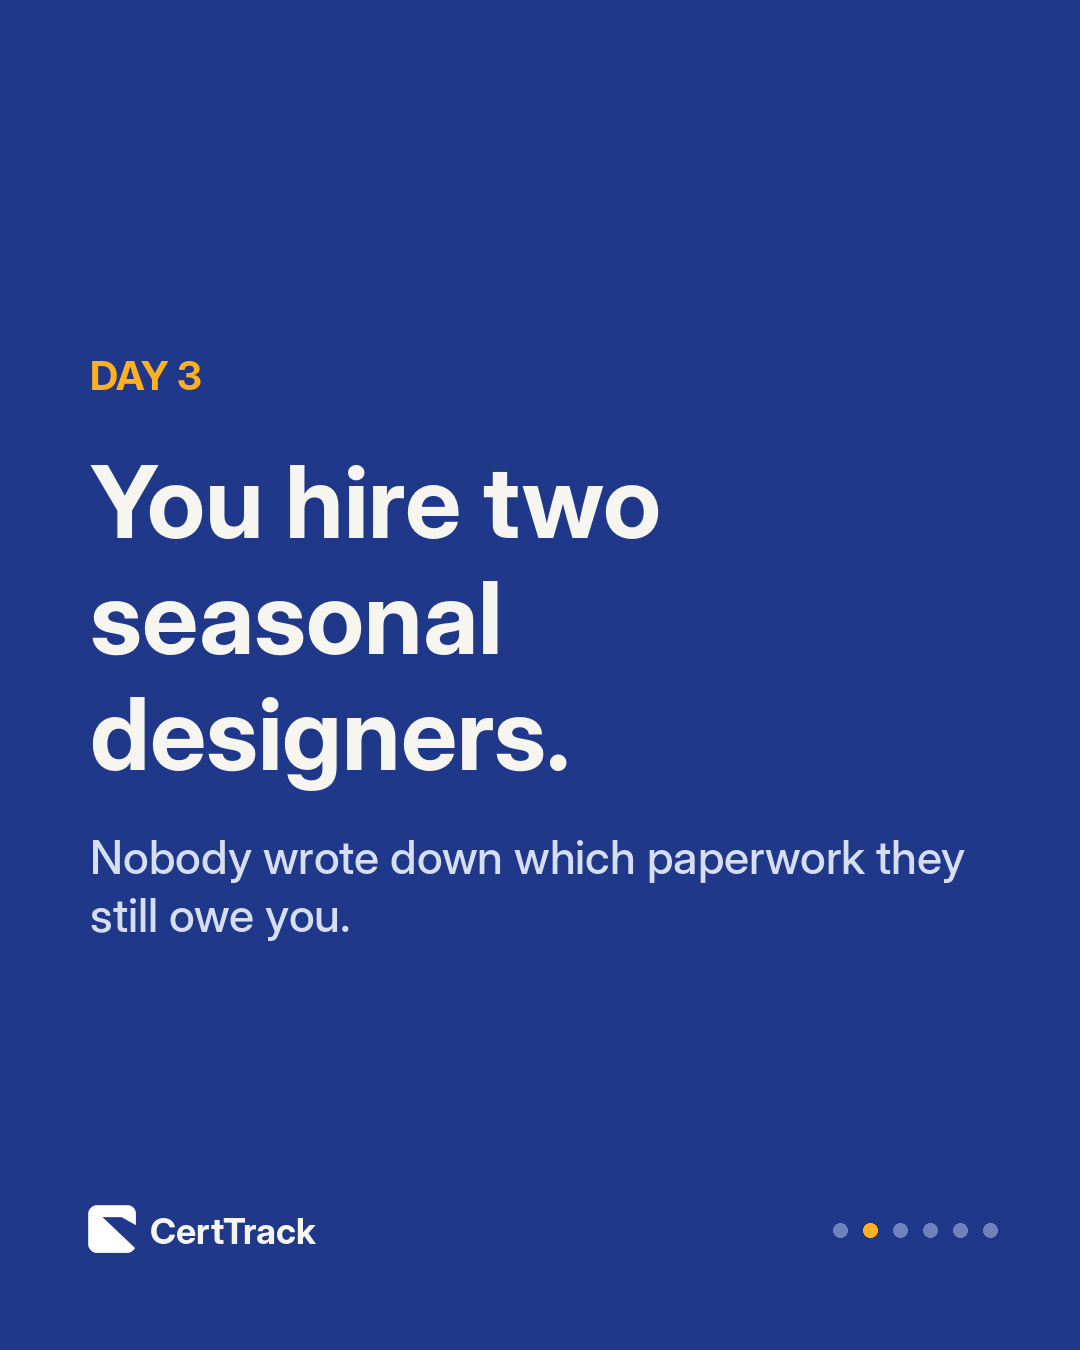 DAY 3
You hire two
seasonal
designers.
Nobody wrote down which paperwork they
still owe you.
CertTrack